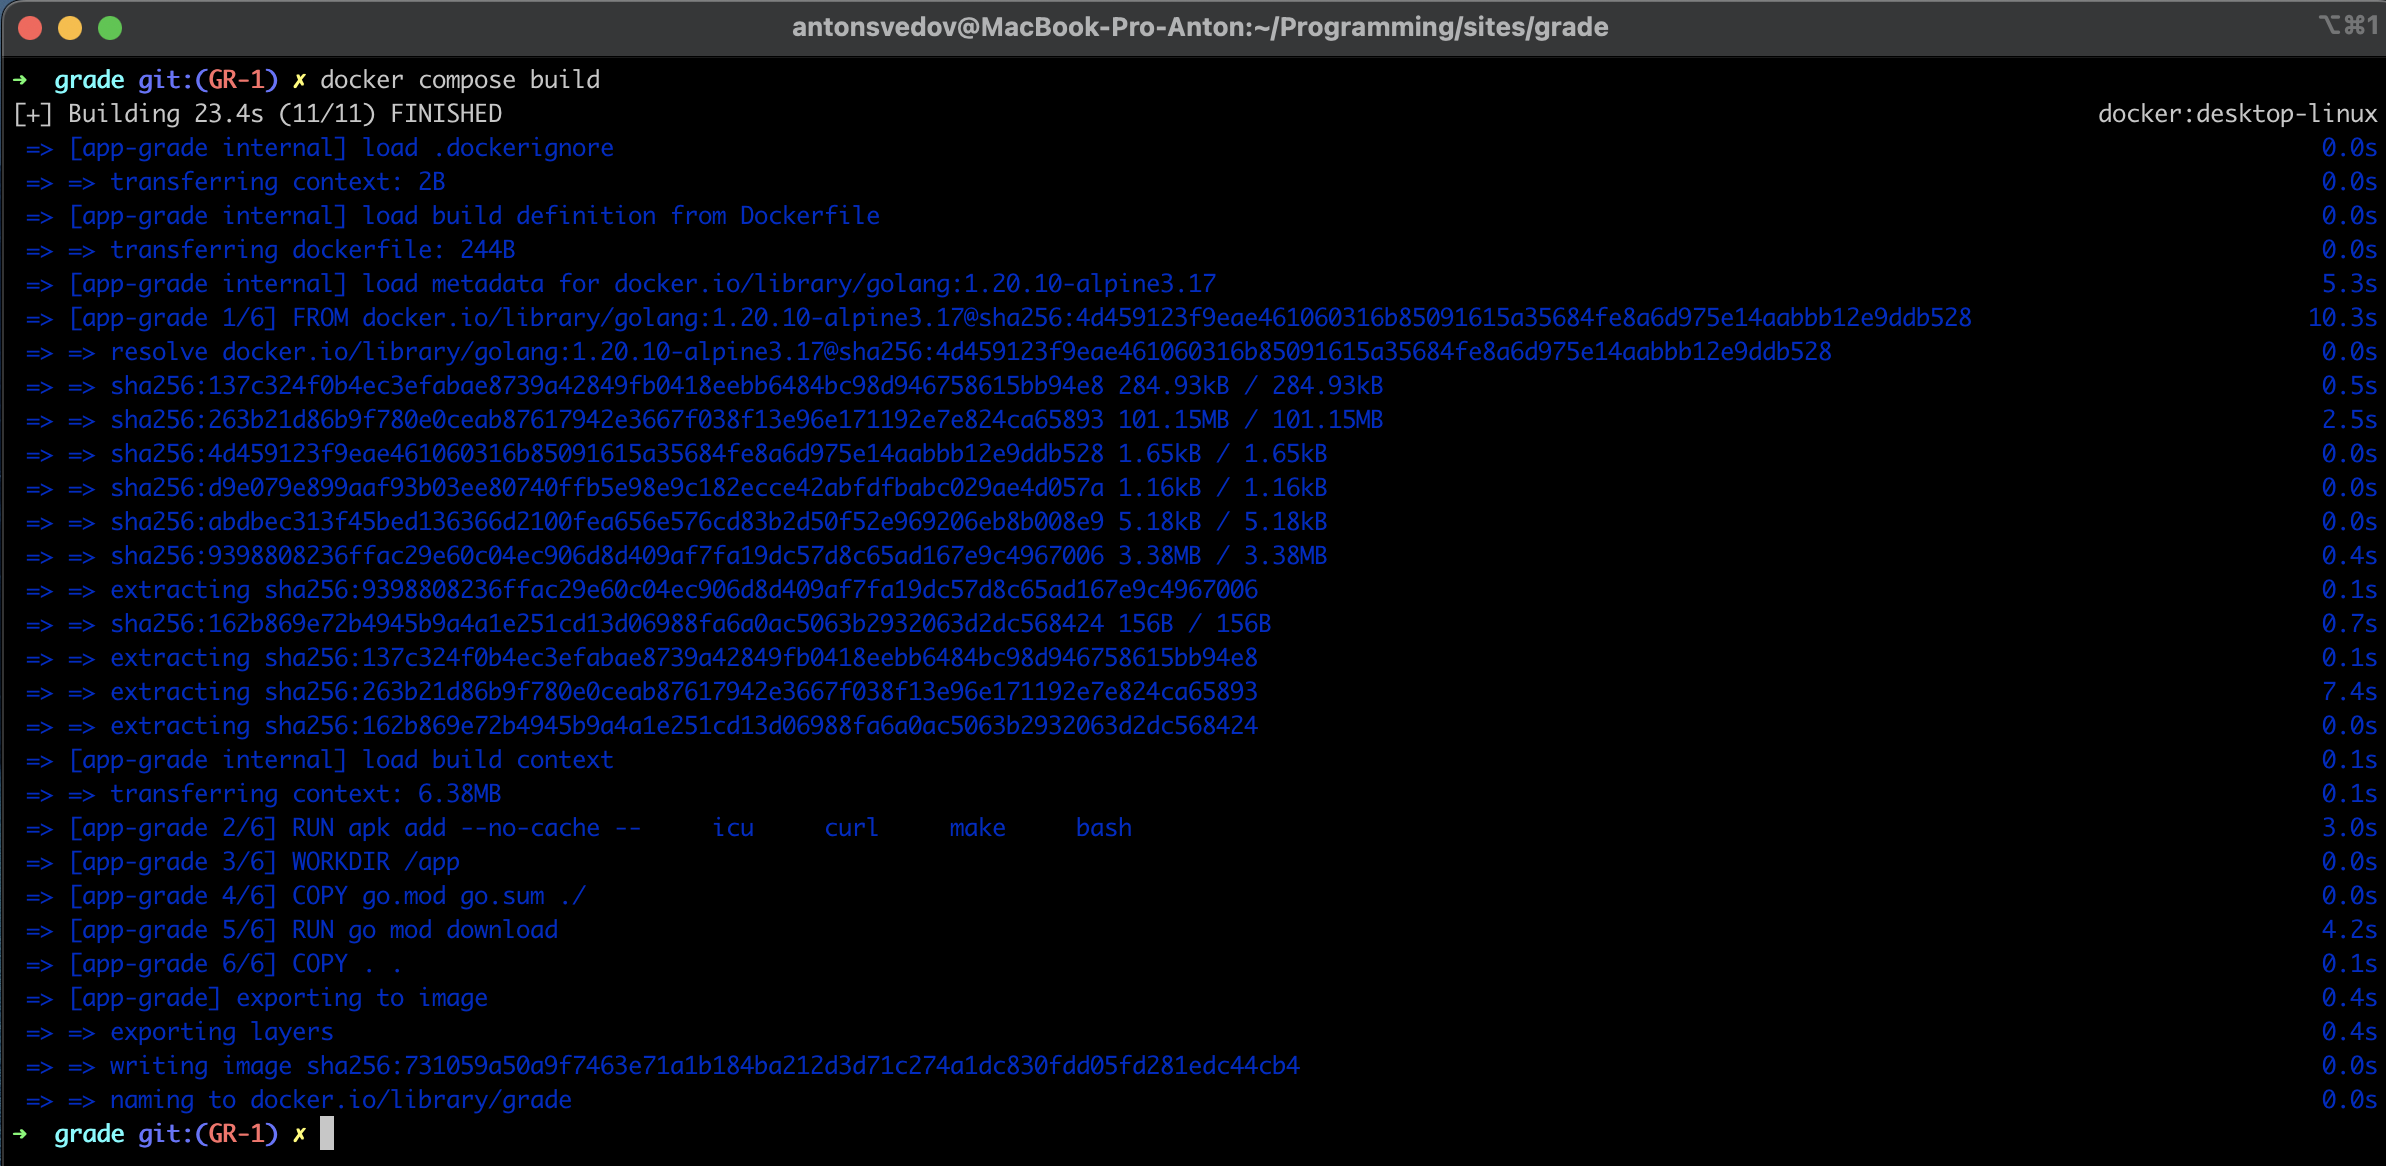 antonsvedov@MacBook-Pro-Anton:~/Programming/sites/grade ⌥⌘1
➜  grade git:(GR-1) ✗ docker compose build
[+] Building 23.4s (11/11) FINISHED docker:desktop-linux
=> [app-grade internal] load .dockerignore 0.0s
=> => transferring context: 2B 0.0s
=> [app-grade internal] load build definition from Dockerfile 0.0s
=> => transferring dockerfile: 244B 0.0s
=> [app-grade internal] load metadata for docker.io/library/golang:1.20.10-alpine3.17 5.3s
=> [app-grade 1/6] FROM docker.io/library/golang:1.20.10-alpine3.17@sha256:4d459123f9eae461060316b85091615a35684fe8a6d975e14aabbb12e9ddb528 10.3s
=> => resolve docker.io/library/golang:1.20.10-alpine3.17@sha256:4d459123f9eae461060316b85091615a35684fe8a6d975e14aabbb12e9ddb528 0.0s
=> => sha256:137c324f0b4ec3efabae8739a42849fb0418eebb6484bc98d946758615bb94e8 284.93kB / 284.93kB 0.5s
=> => sha256:263b21d86b9f780e0ceab87617942e3667f038f13e96e171192e7e824ca65893 101.15MB / 101.15MB 2.5s
=> => sha256:4d459123f9eae461060316b85091615a35684fe8a6d975e14aabbb12e9ddb528 1.65kB / 1.65kB 0.0s
=> => sha256:d9e079e899aaf93b03ee80740ffb5e98e9c182ecce42abfdfbabc029ae4d057a 1.16kB / 1.16kB 0.0s
=> => sha256:abdbec313f45bed136366d2100fea656e576cd83b2d50f52e969206eb8b008e9 5.18kB / 5.18kB 0.0s
=> => sha256:9398808236ffac29e60c04ec906d8d409af7fa19dc57d8c65ad167e9c4967006 3.38MB / 3.38MB 0.4s
=> => extracting sha256:9398808236ffac29e60c04ec906d8d409af7fa19dc57d8c65ad167e9c4967006 0.1s
=> => sha256:162b869e72b4945b9a4a1e251cd13d06988fa6a0ac5063b2932063d2dc568424 156B / 156B 0.7s
=> => extracting sha256:137c324f0b4ec3efabae8739a42849fb0418eebb6484bc98d946758615bb94e8 0.1s
=> => extracting sha256:263b21d86b9f780e0ceab87617942e3667f038f13e96e171192e7e824ca65893 7.4s
=> => extracting sha256:162b869e72b4945b9a4a1e251cd13d06988fa6a0ac5063b2932063d2dc568424 0.0s
=> [app-grade internal] load build context 0.1s
=> => transferring context: 6.38MB 0.1s
=> [app-grade 2/6] RUN apk add --no-cache --     icu     curl     make     bash 3.0s
=> [app-grade 3/6] WORKDIR /app 0.0s
=> [app-grade 4/6] COPY go.mod go.sum ./ 0.0s
=> [app-grade 5/6] RUN go mod download 4.2s
=> [app-grade 6/6] COPY . . 0.1s
=> [app-grade] exporting to image 0.4s
=> => exporting layers 0.4s
=> => writing image sha256:731059a50a9f7463e71a1b184ba212d3d71c274a1dc830fdd05fd281edc44cb4 0.0s
=> => naming to docker.io/library/grade 0.0s
➜  grade git:(GR-1) ✗